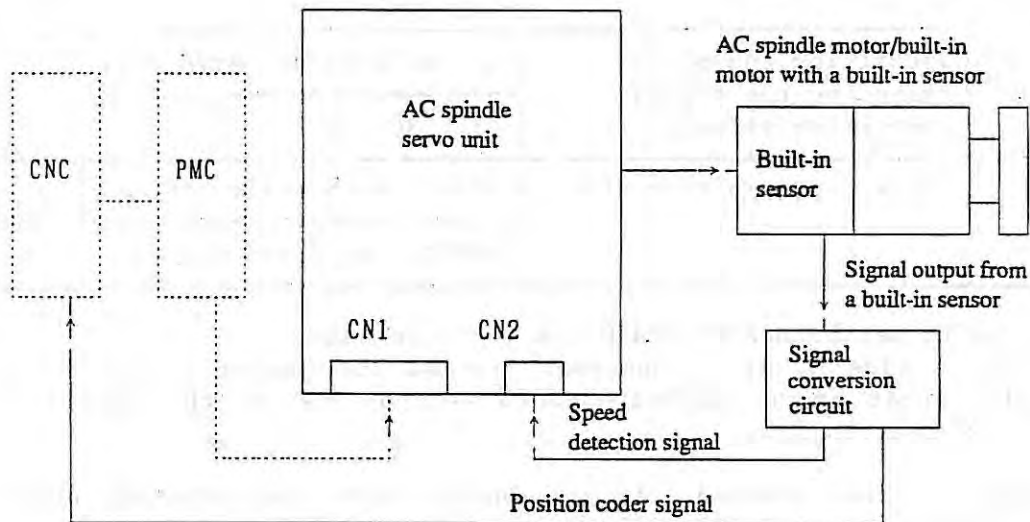 AC spindle motor/built-in
motor with a built-in sensor
AC spindle
servo unit
CNC
PMC
Built-in
sensor
Signal output from
a built-in sensor
CN1
CN2
Signal
conversion
circuit
Speed
detection signal
Position coder signal